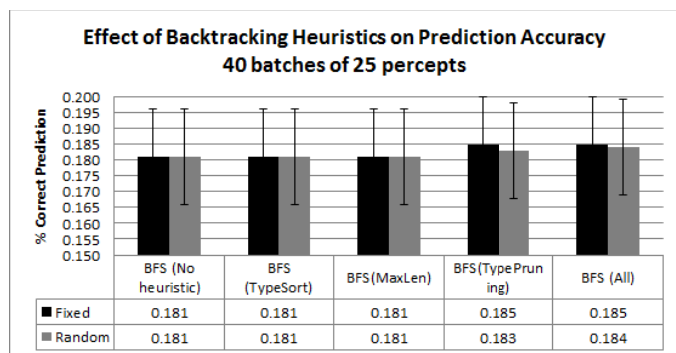 Effect of Backtracking Heuristics on Prediction Accuracy
40 batches of 25 percepts
% Correct Prediction
0.200
0.195
0.190
0.185
0.180
0.175
0.170
0.165
0.160
0.155
0.150
BFS (No heuristic) BFS (TypeSort) BFS(MaxLen) BFS(TypePruning) BFS (All)
Fixed 0.181 0.181 0.181 0.185 0.185
Random 0.181 0.181 0.181 0.183 0.184